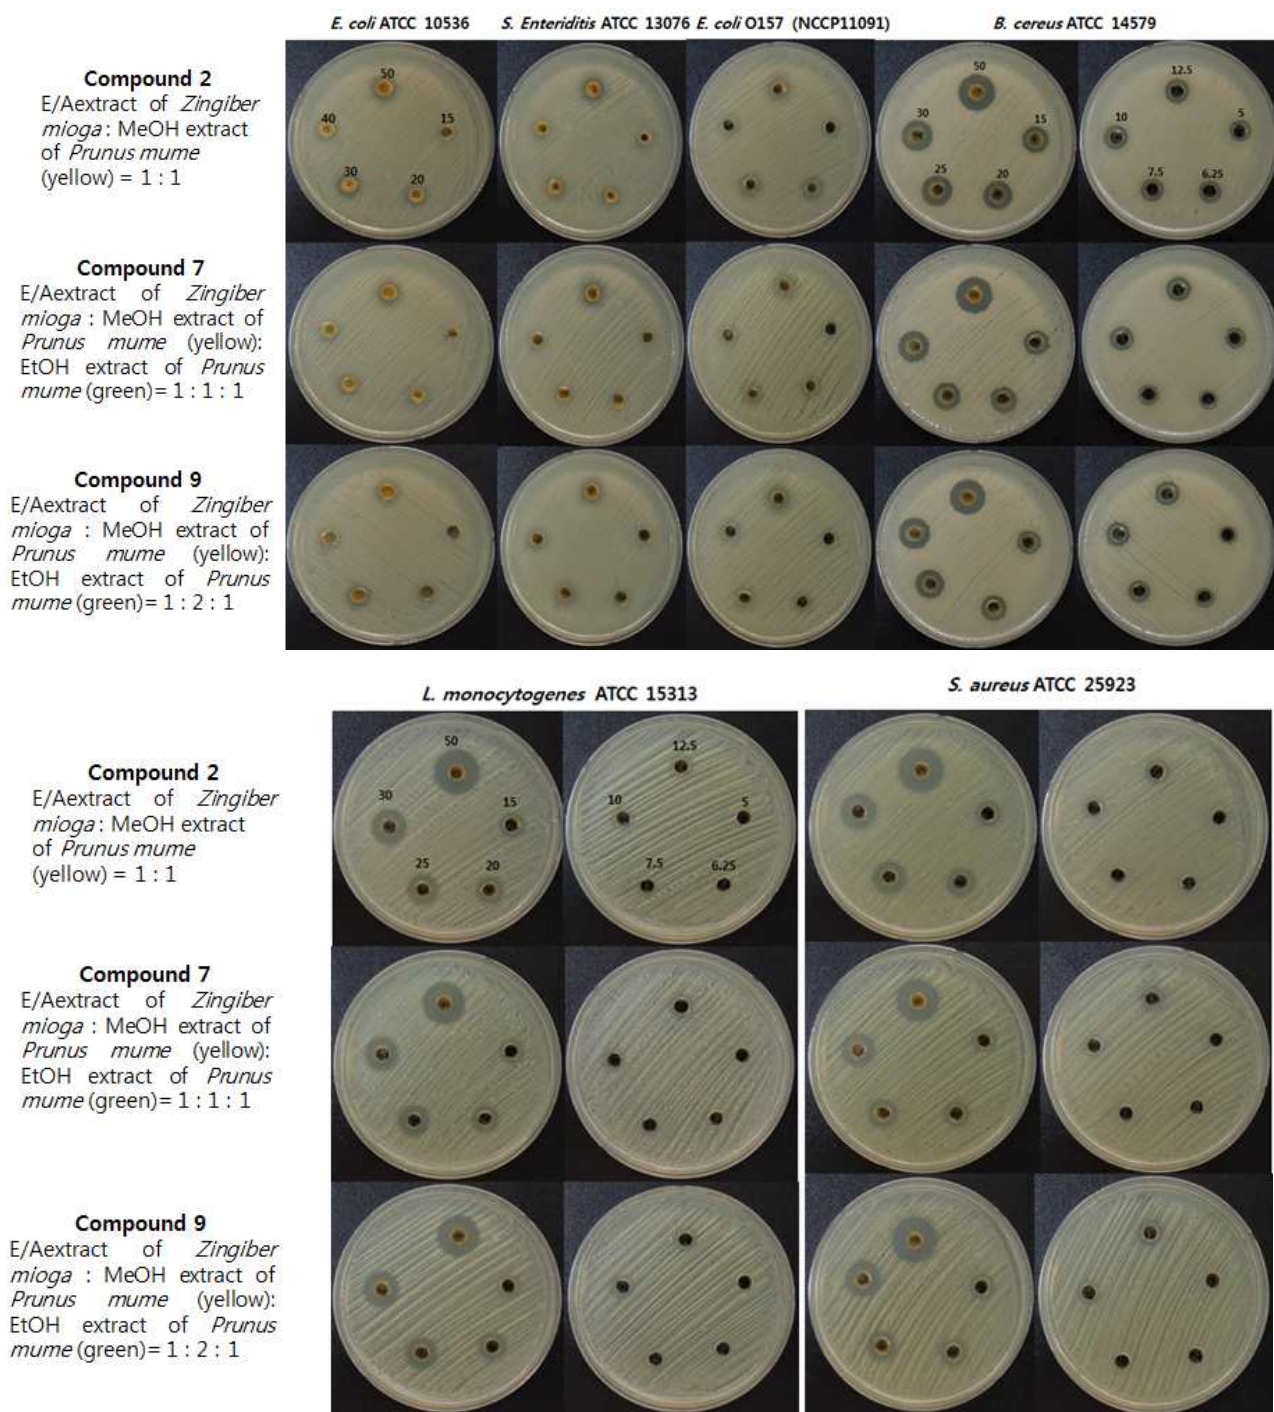 E. coli ATCC 10536 S. Enteriditis ATCC 13076 E. coli O157 (NCCP11091) B. cereus ATCC 14579
Compound 2
E/Aextract of Zingiber
mioga : MeOH extract
of Prunus mume
(yellow) = 1 : 1
50
40
15
30
20
50
30
15
25
20
12.5
10
5
7.5
6.25
Compound 7
E/Aextract of Zingiber
mioga : MeOH extract of
Prunus mume (yellow):
EtOH extract of Prunus
mume (green)= 1 : 1 : 1
Compound 9
E/Aextract of Zingiber
mioga : MeOH extract of
Prunus mume (yellow):
EtOH extract of Prunus
mume (green)= 1 : 2 : 1
L. monocytogenes ATCC 15313 S. aureus ATCC 25923
Compound 2
E/Aextract of Zingiber
mioga : MeOH extract
of Prunus mume
(yellow) = 1 : 1
50
30
15
25
20
12.5
10
5
7.5
6.25
Compound 7
E/Aextract of Zingiber
mioga : MeOH extract of
Prunus mume (yellow):
EtOH extract of Prunus
mume (green)= 1 : 1 : 1
Compound 9
E/Aextract of Zingiber
mioga : MeOH extract of
Prunus mume (yellow):
EtOH extract of Prunus
mume (green)= 1 : 2 : 1